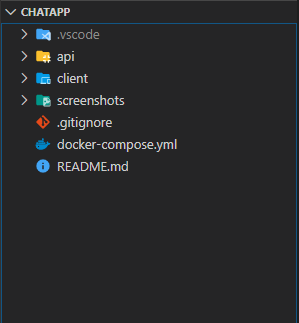 CHATAPP
.vscode
api
client
screenshots
.gitignore
docker-compose.yml
README.md